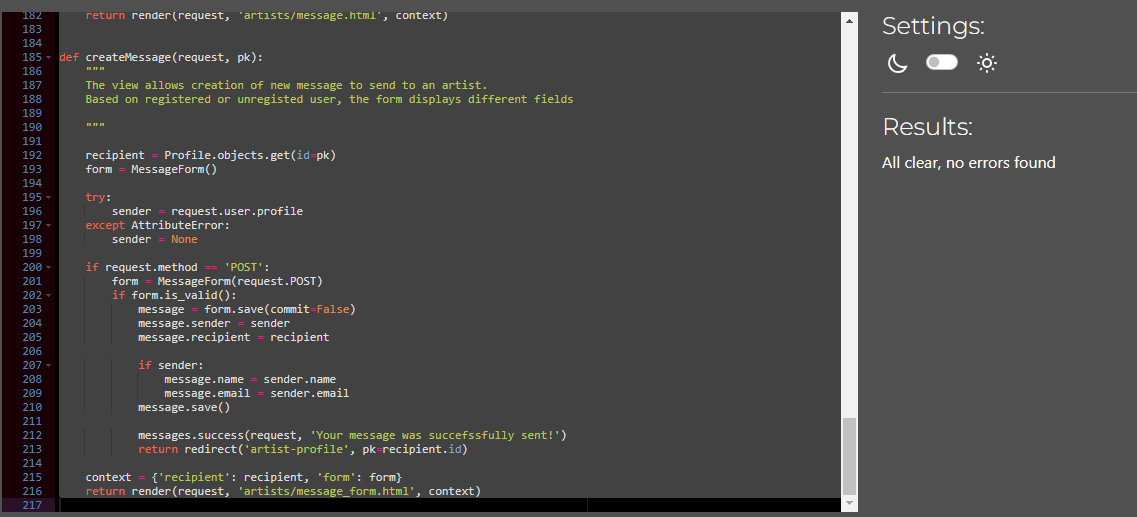 182 return render(request, 'artists/message.html', context)
183
184
185 def createMessage(request, pk):
186 """
187 The view allows creation of new message to send to an artist.
188 Based on registered or unregisted user, the form displays different fields
189
190 """
191
192 recipient = Profile.objects.get(id=pk)
193 form = MessageForm()
194
195 try:
196 sender = request.user.profile
197 except AttributeError:
198 sender = None
199
200 if request.method == 'POST':
201 form = MessageForm(request.POST)
202 if form.is_valid():
203 message = form.save(commit=False)
204 message.sender = sender
205 message.recipient = recipient
206
207 if sender:
208 message.name = sender.name
209 message.email = sender.email
210 message.save()
211
212 messages.success(request, 'Your message was succefssfully sent!')
213 return redirect('artist-profile', pk=recipient.id)
214
215 context = {'recipient': recipient, 'form': form}
216 return render(request, 'artists/message_form.html', context)
217
Settings:
Results:
All clear, no errors found